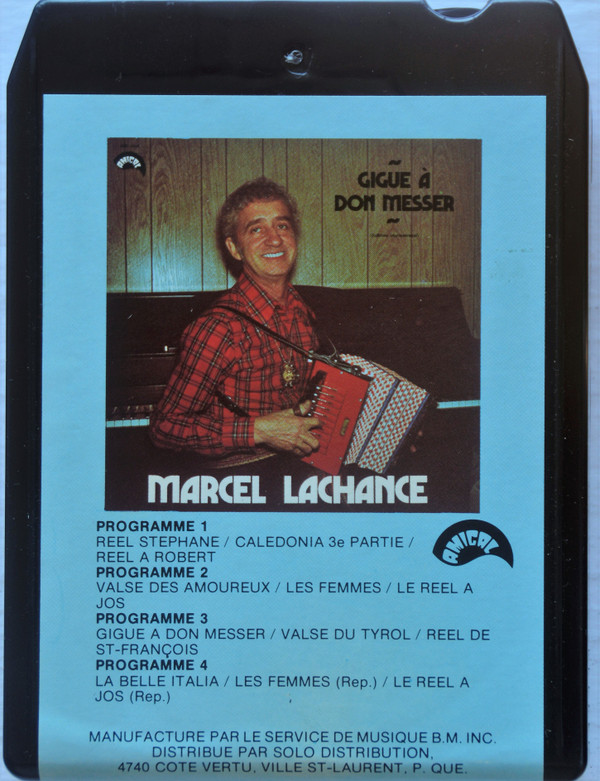 AMICAL
~
GIGUE À
DON MESSER
~
MARCEL LACHANCE
PROGRAMME 1
REEL STEPHANE / CALEDONIA 3e PARTIE /
REEL A ROBERT
AMICAL
PROGRAMME 2
VALSE DES AMOUREUX / LES FEMMES / LE REEL A
JOS
PROGRAMME 3
GIGUE A DON MESSER / VALSE DU TYROL / REEL DE
ST-FRANÇOIS
PROGRAMME 4
LA BELLE ITALIA / LES FEMMES (Rep.) / LE REEL A
JOS (Rep.)
MANUFACTURE PAR LE SERVICE DE MUSIQUE B.M. INC.
DISTRIBUE PAR SOLO DISTRIBUTION,
4740 COTE VERTU, VILLE ST-LAURENT, P. QUE.